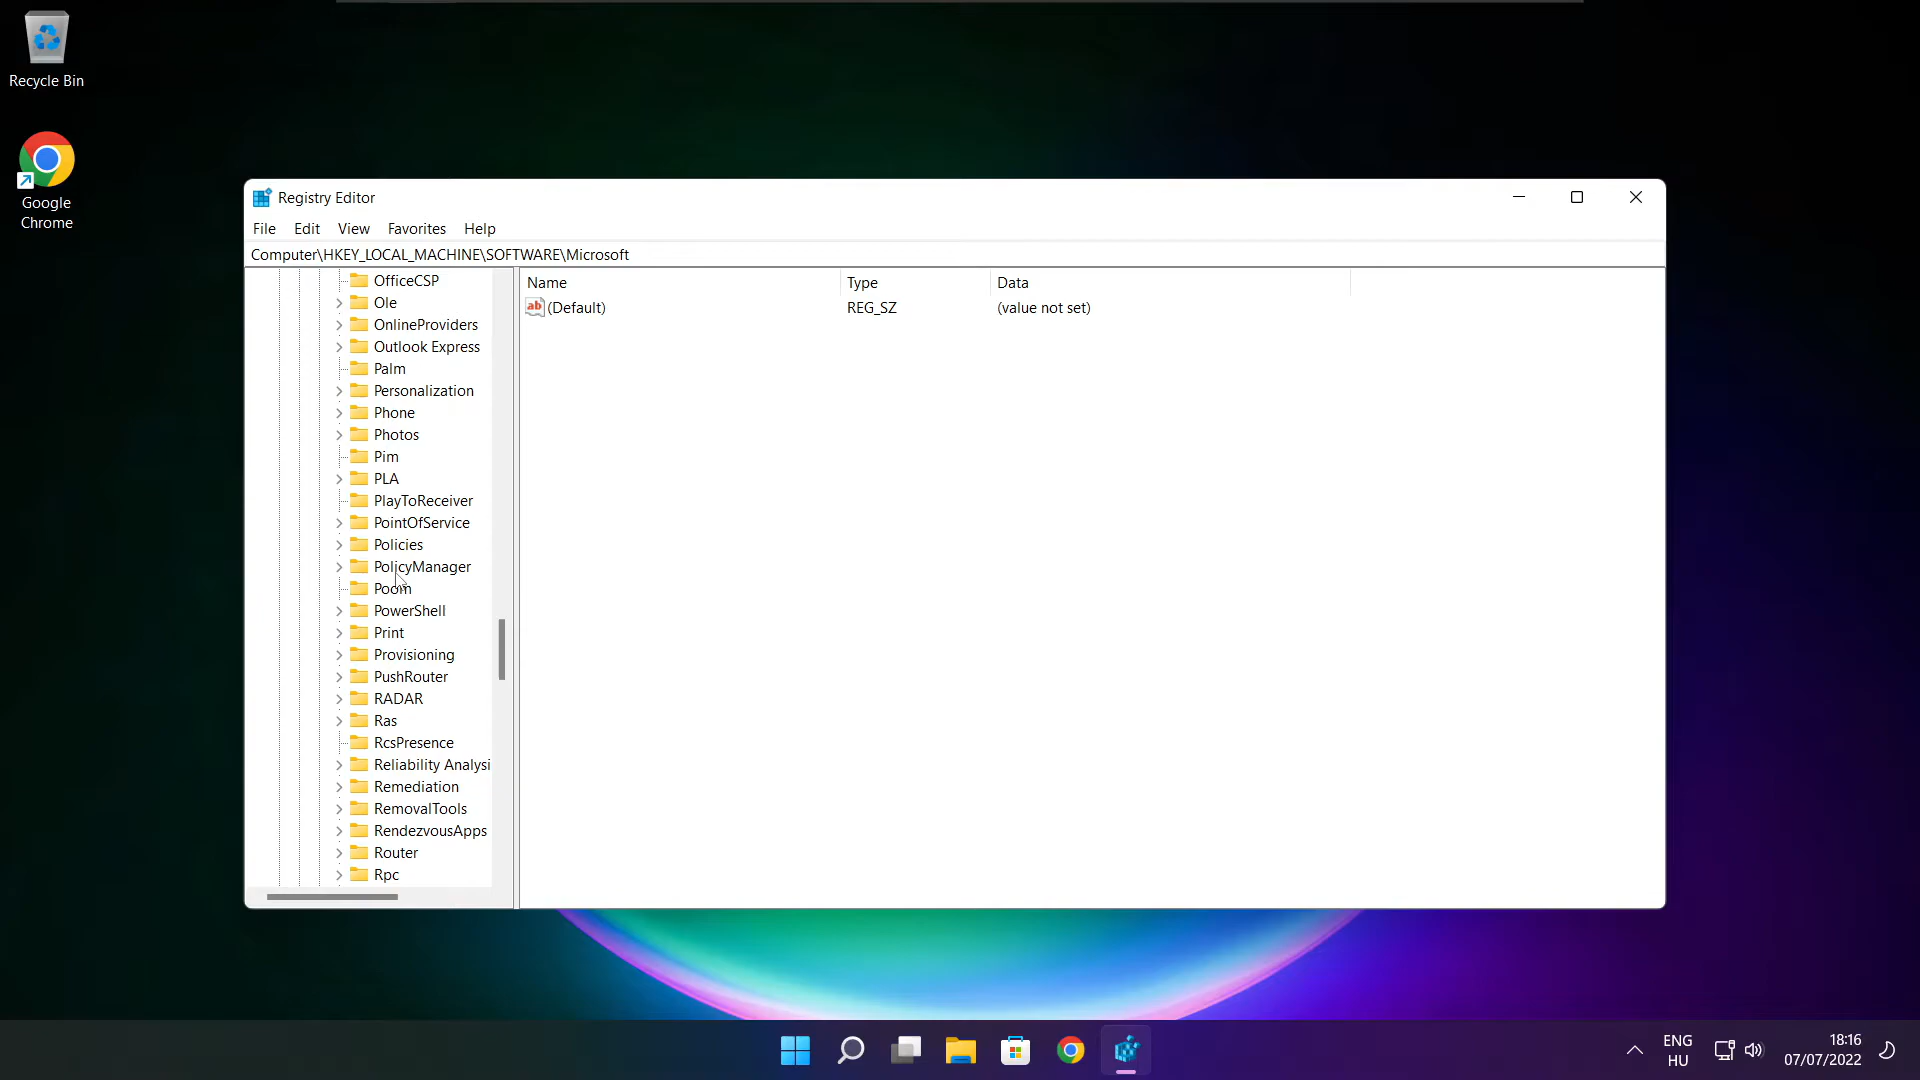 Recycle Bin
Google
Chrome
Registry Editor
File Edit View Favorites Help
Computer\HKEY_LOCAL_MACHINE\SOFTWARE\Microsoft
OfficeCSP
Ole
OnlineProviders
Outlook Express
Palm
Personalization
Phone
Photos
Pim
PLA
PlayToReceiver
PointOfService
Policies
PolicyManager
Poom
PowerShell
Print
Provisioning
PushRouter
RADAR
Ras
RcsPresence
Reliability Analysi
Remediation
RemovalTools
RendezvousApps
Router
Rpc
Name Type Data
ab (Default) REG_SZ (value not set)
ENG
HU
18:16
07/07/2022